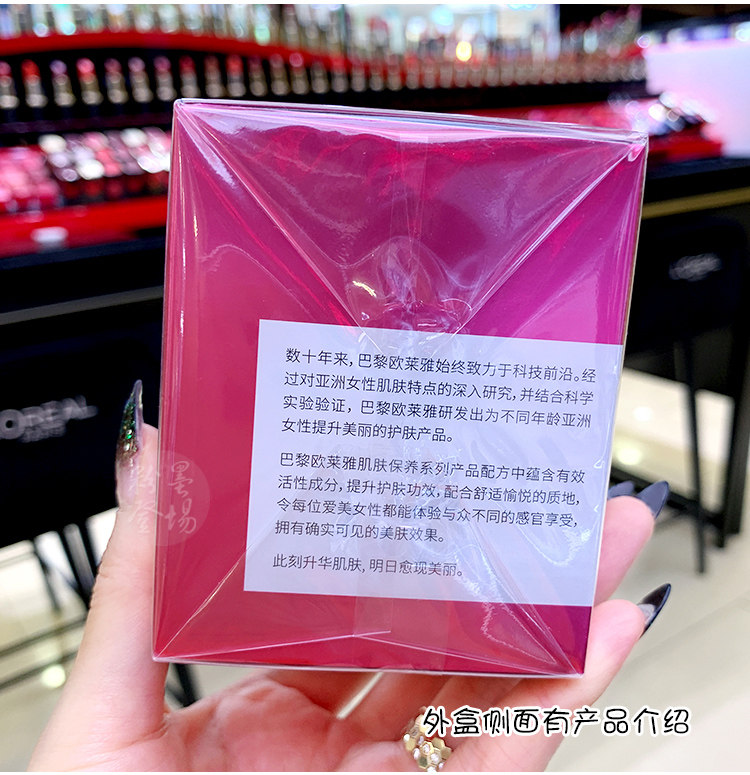 数十年来，巴黎欧莱雅始终致力于科技前沿。经
过对亚洲女性肌肤特点的深入研究，并结合科学
实验验证，巴黎欧莱雅研发出为不同年龄亚洲
女性提升美丽的护肤产品。
巴黎欧莱雅肌肤保养系列产品配方中蕴含有效
活性成分，提升护肤功效，配合舒适愉悦的质地，
令每位爱美女性都能体验与众不同的感官享受，
拥有确实可见的美肤效果。
此刻升华肌肤，明日愈现美丽。
外盒侧面有产品介绍